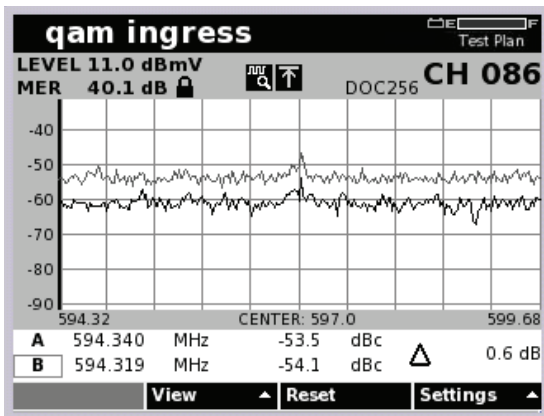 qam ingress
E F
Test Plan
LEVEL 11.0 dBmV
MER 40.1 dB
DOC256 CH 086
-40
-50
-60
-70
-80
-90
594.32 CENTER: 597.0 599.68
A 594.340 MHz -53.5 dBc
B 594.319 MHz -54.1 dBc
Δ 0.6 dB
View Reset Settings